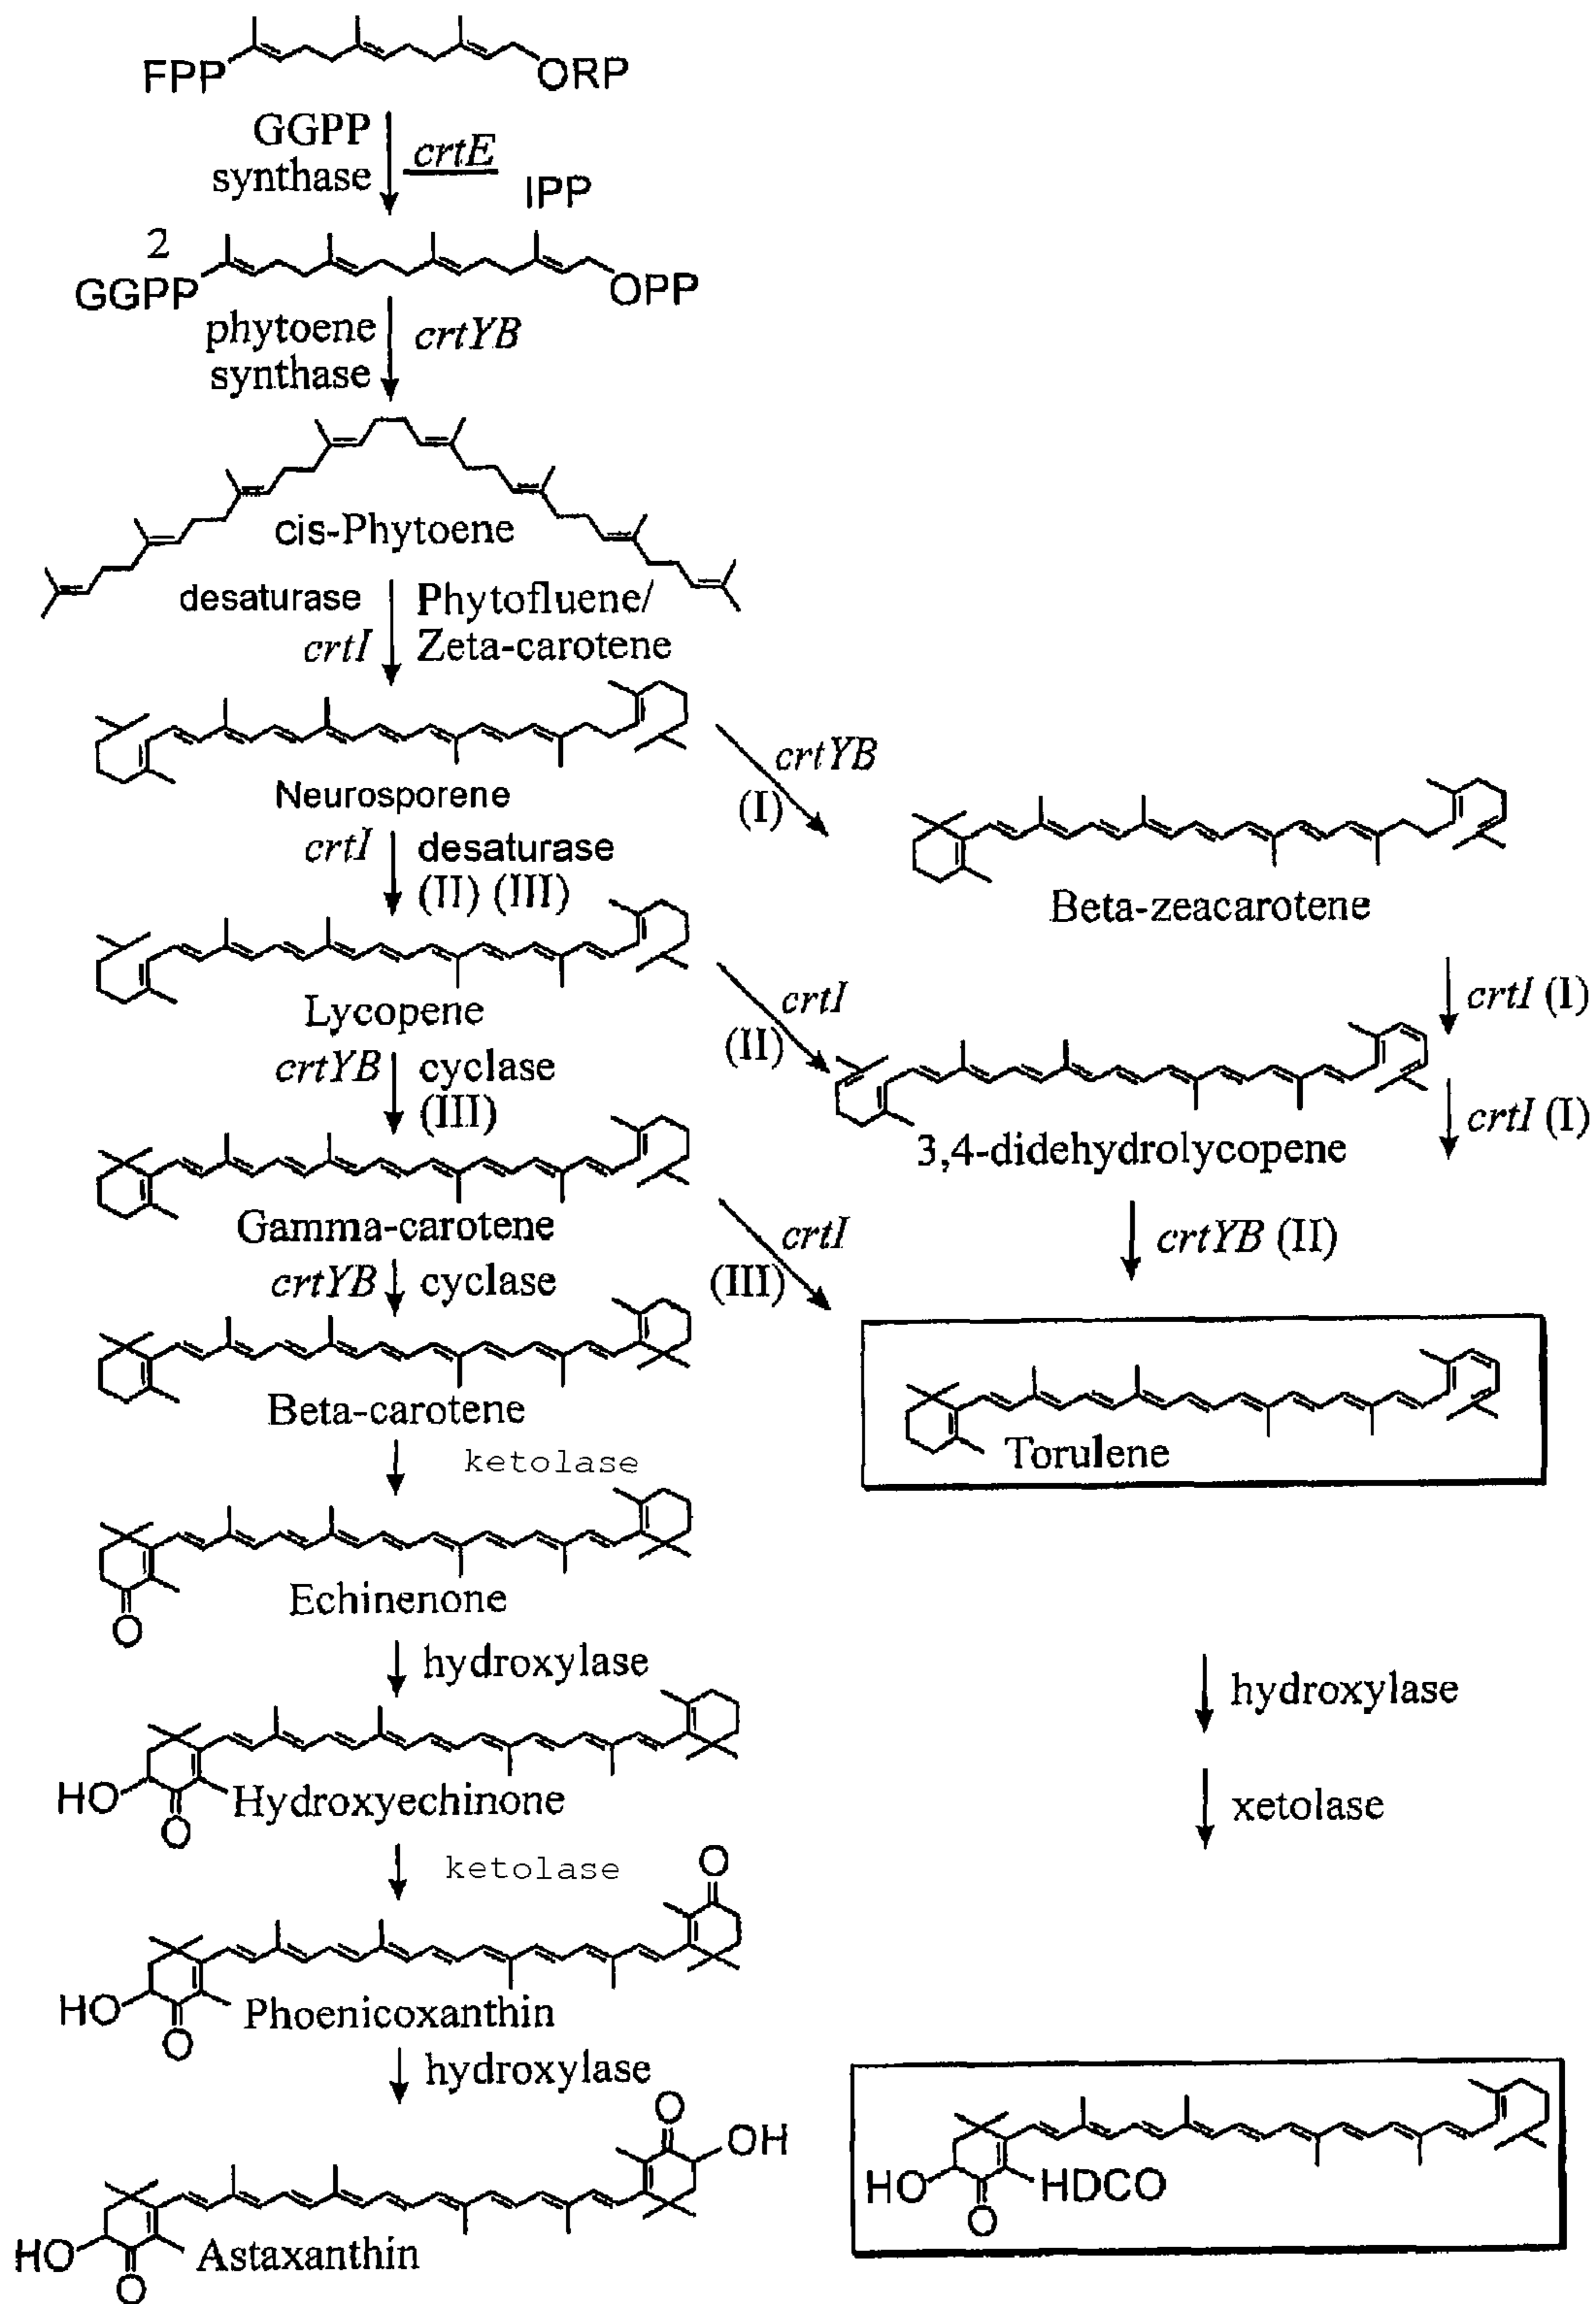 FPP
ORP
GGPP
synthase
crtE
IPP
2
GGPP
OPP
phytoene
synthase
crtYB
cis-Phytoene
desaturase
crtI
Phytofluene/
Zeta-carotene
Neurosporene
crtYB
(I)
Beta-zeacarotene
crtI
desaturase
(II) (III)
Lycopene
crtI
(II)
crtI (I)
3,4-didehydrolycopene
crtI (I)
crtYB
cyclase
(III)
Gamma-carotene
crtI
(III)
crtYB (II)
crtYB
cyclase
Beta-carotene
Torulene
ketolase
Echinenone
O
hydroxylase
HO
O
Hydroxyechinone
hydroxylase
xetolase
ketolase
O
HO
O
Phoenicoxanthin
hydroxylase
O
OH
HO
O
Astaxanthin
HO
O
HDCO